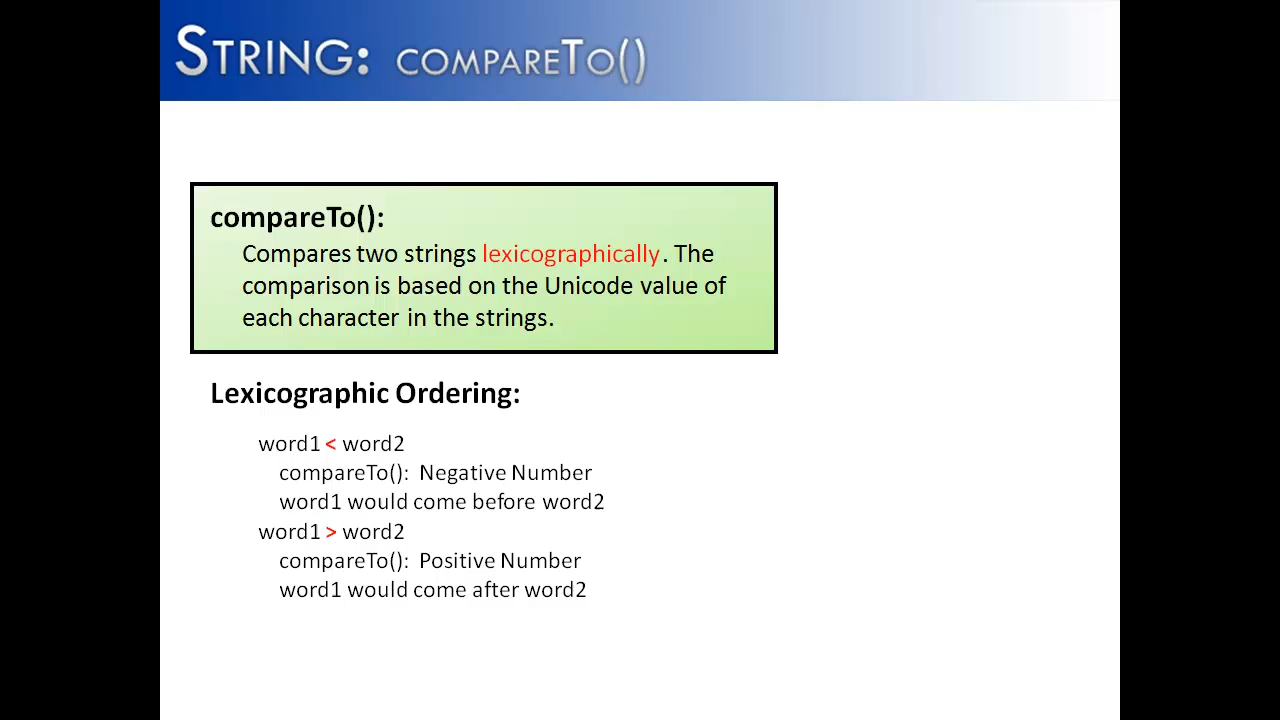 STRING: COMPARETO()
compareTo():
Compares two strings lexicographically. The
comparison is based on the Unicode value of
each character in the strings.
Lexicographic Ordering:
word1 < word2
compareTo(): Negative Number
word1 would come before word2
word1 > word2
compareTo(): Positive Number
word1 would come after word2